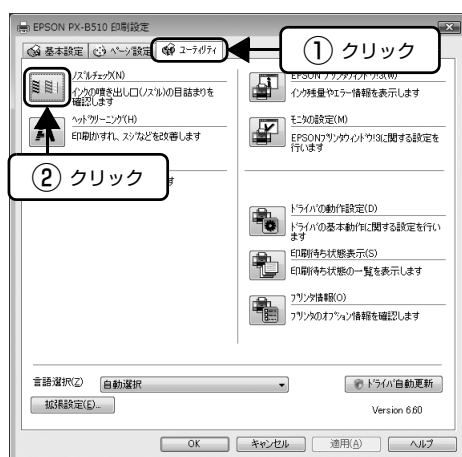 EPSON PX-B510 印刷設定
基本設定 ページ設定 ユーティリティ
① クリック
ノズルチェック(N)
インクの噴き出し口(ノズル)の目詰まりを
確認します
ヘッドクリーニング(H)
印刷かすれ、スジなどを改善します
② クリック
す
EPSON プリンタウィンドウ!3(W)
インク残量やエラー情報を表示します
モニタの設定(M)
EPSONプリンタウィンドウ!3に関する設定を
行います
ドライバの動作設定(D)
ドライバの基本動作に関する設定を行い
ます
印刷待ち状態表示(S)
印刷待ち状態の一覧を表示します
プリンタ情報(O)
プリンタのオプション情報を確認します
言語選択(Z) 自動選択
ドライバ自動更新
拡張設定(E)...
Version 6.60
OK キャンセル 適用(A) ヘルプ